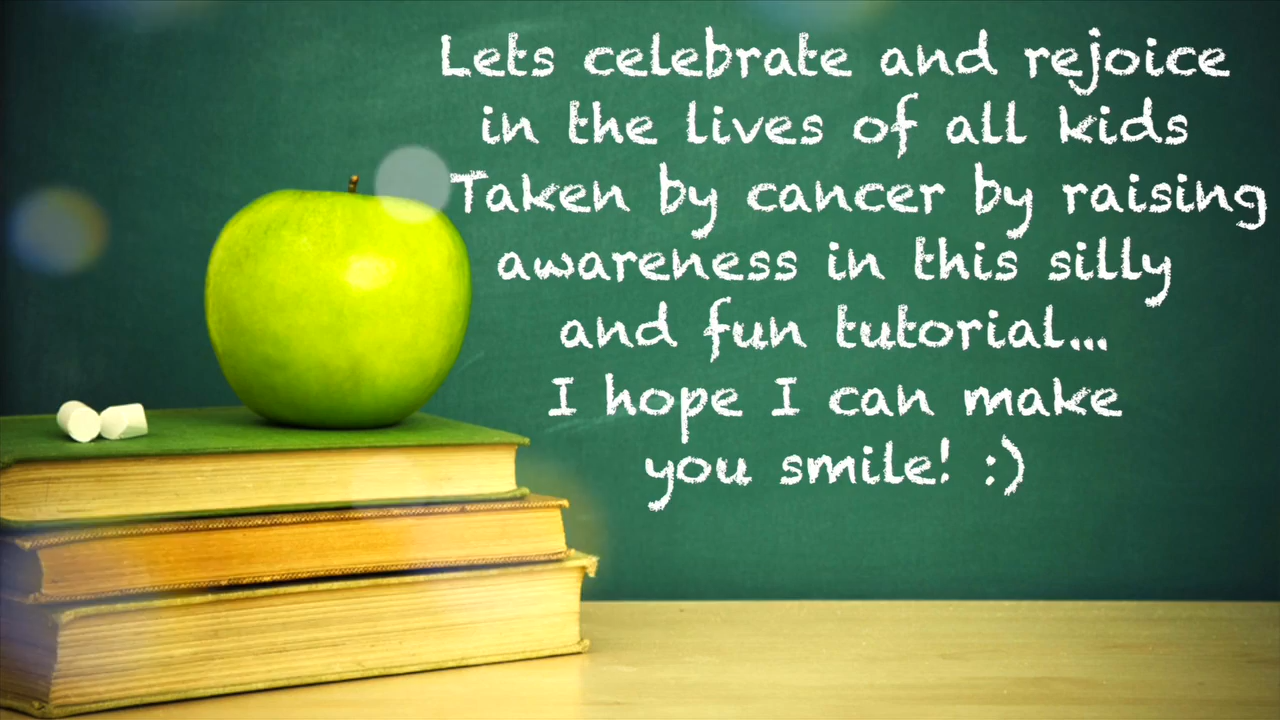 Lets celebrate and rejoice
in the lives of all kids
Taken by cancer by raising
awareness in this silly
and fun tutorial...
I hope I can make
you smile! :)